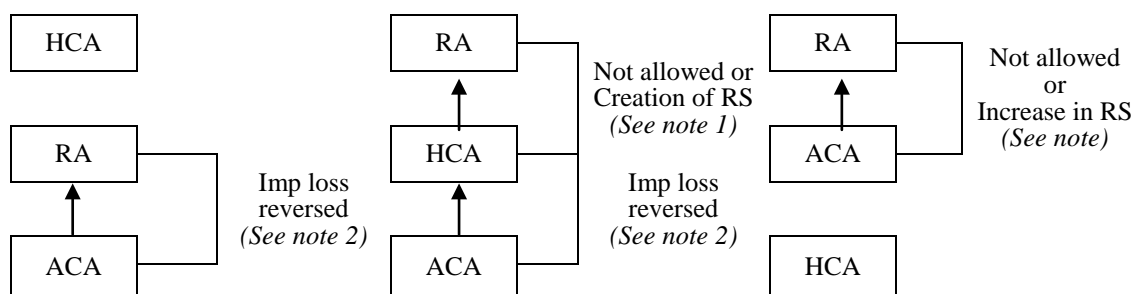 HCA
RA
Imp loss
reversed
(See note 2)
ACA
RA
Not allowed or
Creation of RS
(See note 1)
HCA
Imp loss
reversed
(See note 2)
ACA
RA
Not allowed
or
Increase in RS
(See note)
ACA
HCA